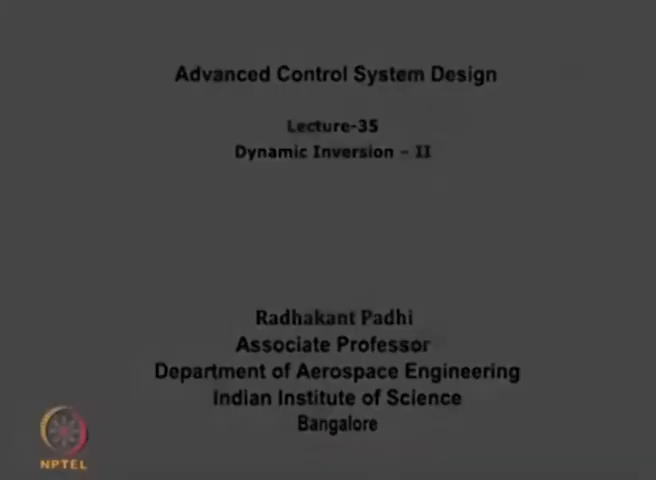 Advanced Control System Design
Lecture-35
Dynamic Inversion – II
Radhakant Padhi
Associate Professor
Department of Aerospace Engineering
Indian Institute of Science
Bangalore
NPTEL